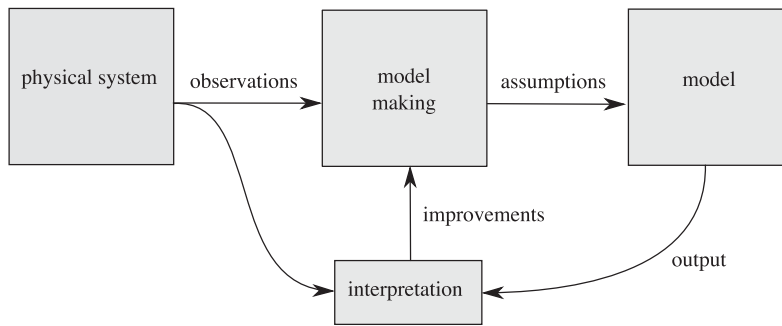 physical system
observations
model
making
assumptions
model
improvements
output
interpretation